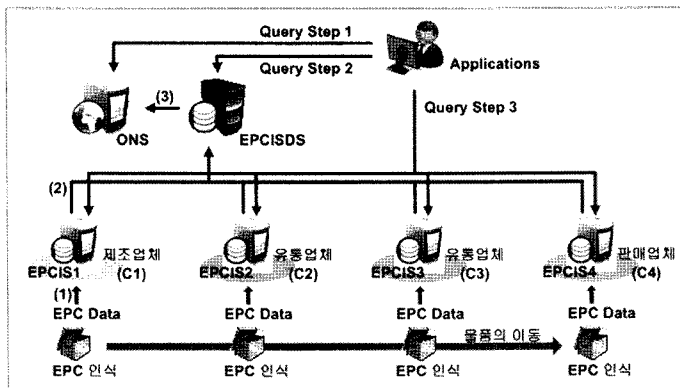 Query Step 1
Query Step 2
Applications
(3)
Query Step 3
ONS
EPCISDS
(2)
제조업체
유통업체
유통업체
판매업체
EPCIS1
(C1)
EPCIS2
(C2)
EPCIS3
(C3)
EPCIS4
(C4)
(1)
EPC Data
EPC Data
EPC Data
EPC Data
물품의 이동
EPC 인식
EPC 인식
EPC 인식
EPC 인식